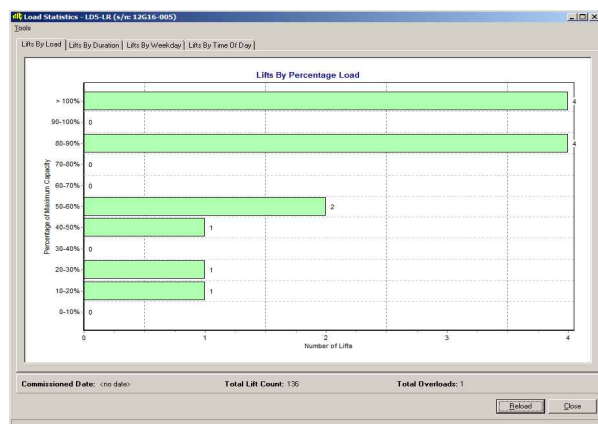 Load Statistics - LD5-LR (s/n: 12G16-005)
Tools
Lifts By Load Lifts By Duration Lifts By Weekday Lifts By Time Of Day
Lifts By Percentage Load
Percentage of Maximum Capacity
> 100% 4
90-100% 0
80-90% 4
70-80% 0
60-70% 0
50-60% 2
40-50% 1
30-40% 0
20-30% 1
10-20% 1
0-10% 0
0 1 2 3 4
Number of Lifts
Commissioned Date: <no date> Total Lift Count: 136 Total Overloads: 1
Reload Close